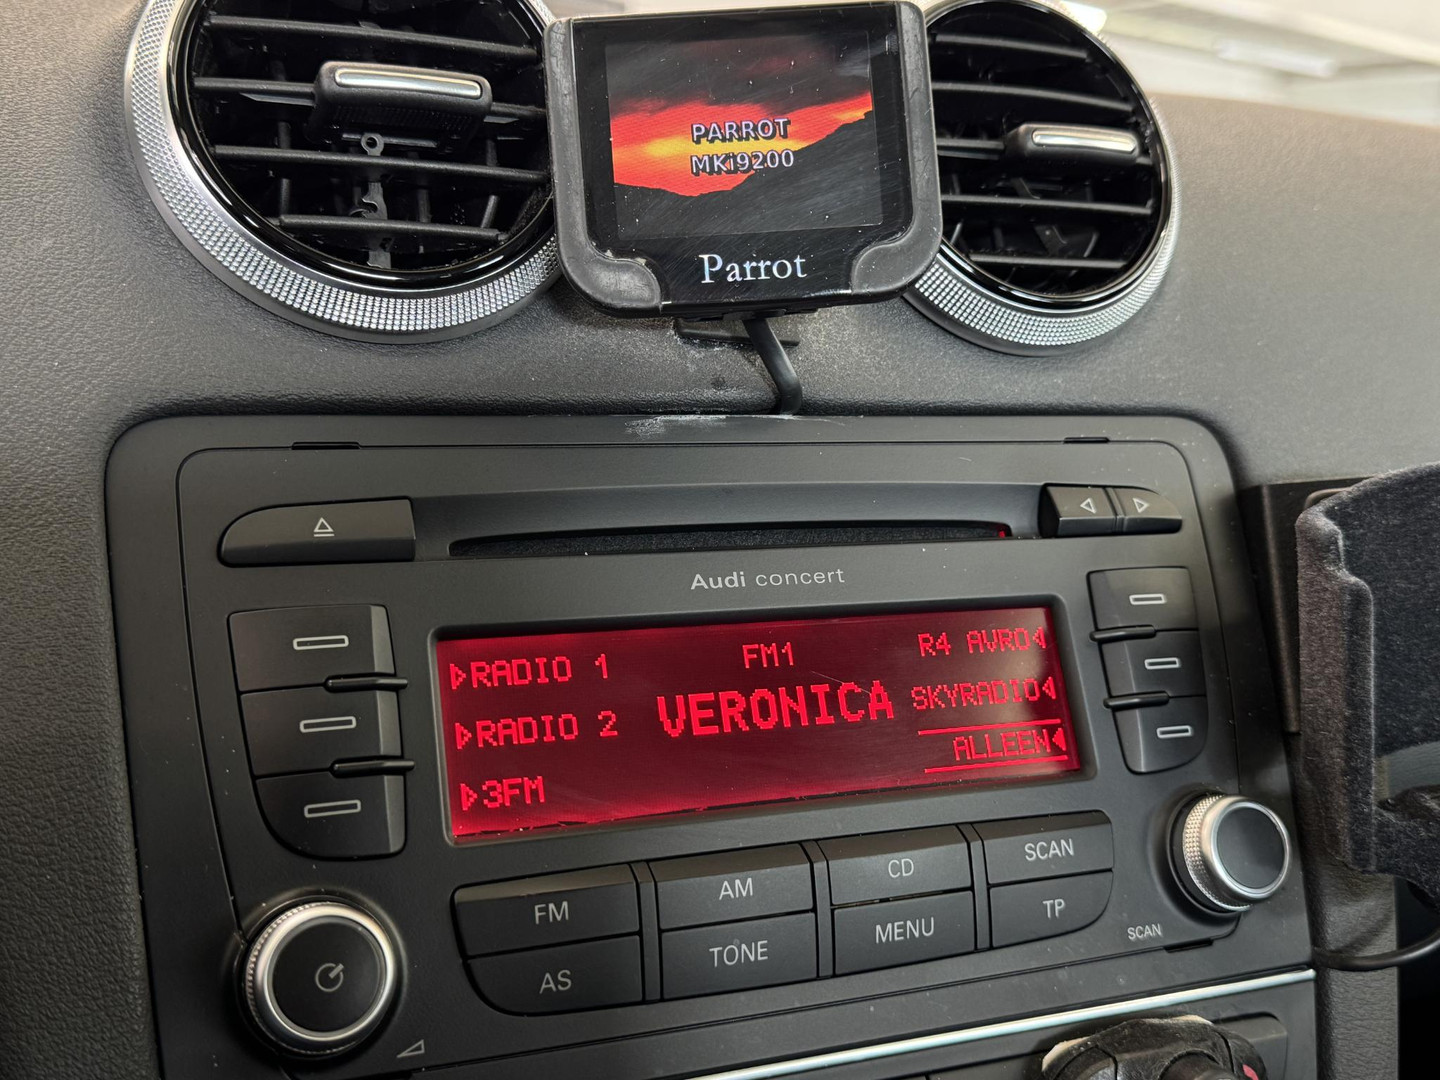 PARROT
MKi9200
Parrot
Audi concert
RADIO 1
FM1
R4 AVRO
RADIO 2
VERONICA
SKYRADIO
3FM
ALLEEN
FM
AM
CD
SCAN
AS
TONE
MENU
TP
SCAN